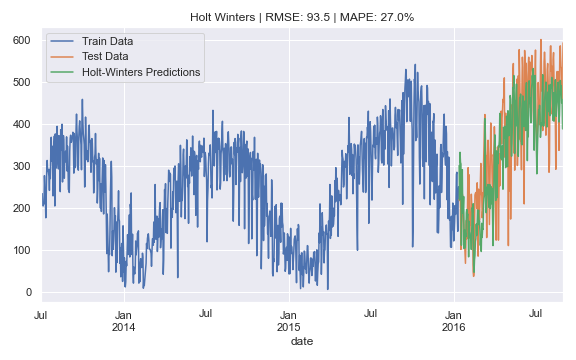 Holt Winters | RMSE: 93.5 | MAPE: 27.0%
600
500
400
300
200
100
0
Train Data
Test Data
Holt-Winters Predictions
Jul
Jan
2014
Jul
Jan
2015
Jul
Jan
2016
Jul
date